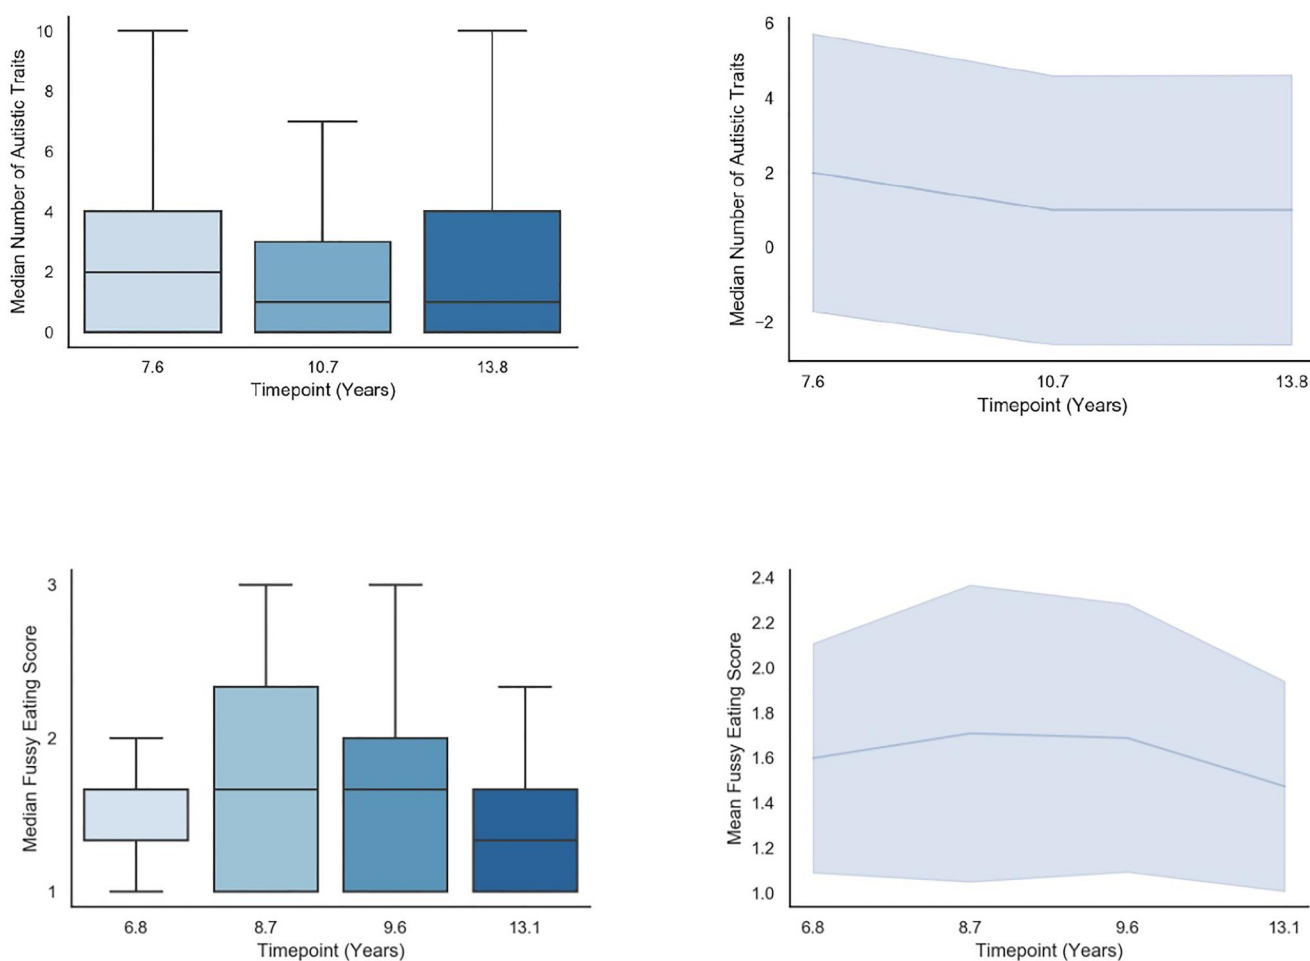 Median Number of Autistic Traits
10
8
6
4
2
0
7.6 10.7 13.8
Timepoint (Years)
Median Number of Autistic Traits
6
4
2
0
−2
7.6 10.7 13.8
Timepoint (Years)
Median Fussy Eating Score
3
2
1
6.8 8.7 9.6 13.1
Timepoint (Years)
Mean Fussy Eating Score
2.4
2.2
2.0
1.8
1.6
1.4
1.2
1.0
6.8 8.7 9.6 13.1
Timepoint (Years)